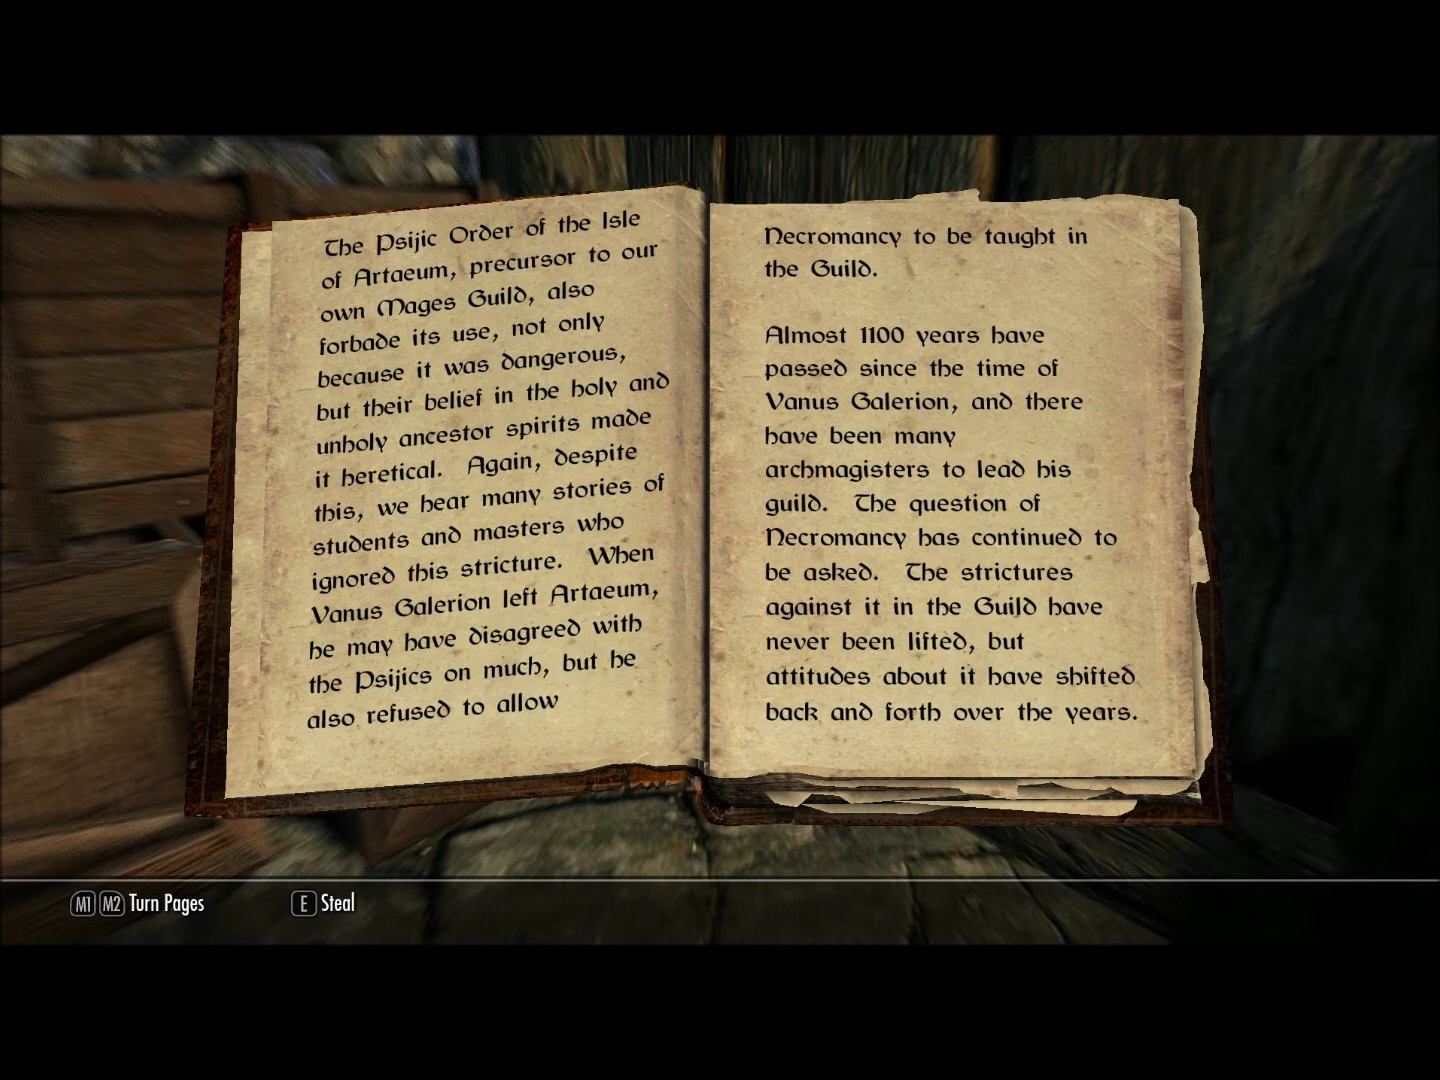 The Psijic Order of the Isle
of Artaeum, precursor to our
own Mages Guild, also
forbade its use, not only
because it was dangerous,
but their belief in the holy and
unholy ancestor spirits made
it heretical. Again, despite
this, we hear many stories of
students and masters who
ignored this stricture. When
Vanus Galerion left Artaeum,
he may have disagreed with
the Psijics on much, but he
also refused to allow
Necromancy to be taught in
the Guild.
Almost 1100 years have
passed since the time of
Vanus Galerion, and there
have been many
archmagisters to lead his
guild. The question of
Necromancy has continued to
be asked. The strictures
against it in the Guild have
never been lifted, but
attitudes about it have shifted
back and forth over the years.
M1 M2 Turn Pages E Steal